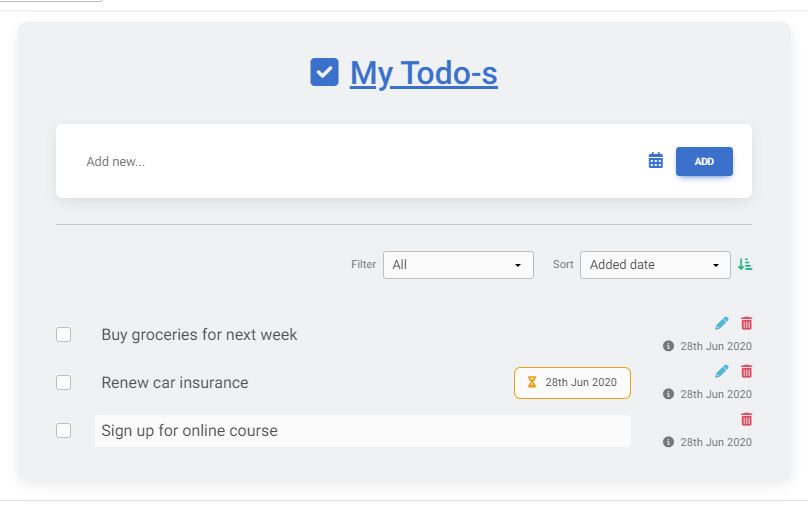 My Todo-s
Add new...
ADD
Filter All Sort Added date
Buy groceries for next week
28th Jun 2020
Renew car insurance 28th Jun 2020
28th Jun 2020
Sign up for online course
28th Jun 2020